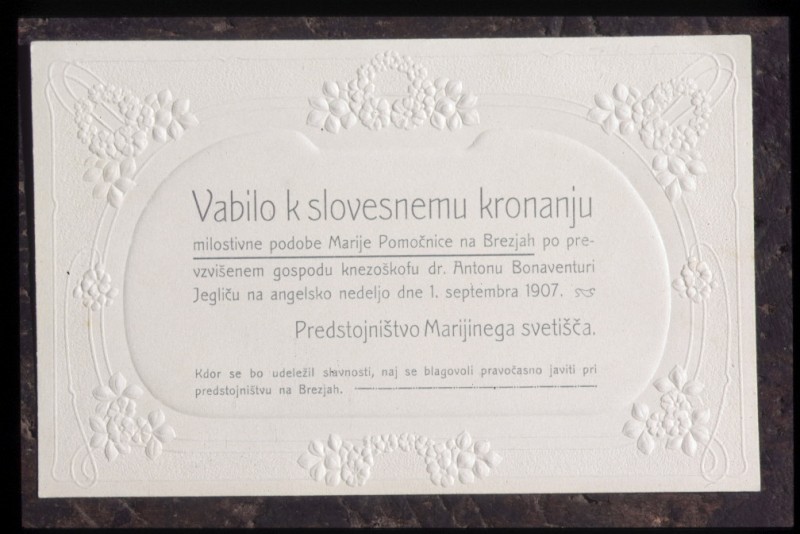 Vabilo k slovesnemu kronanju
milostivne podobe Marije Pomočnice na Brezjah po pre-
vzvišenem gospodu knezoškofu dr. Antonu Bonaventuri
Jegliču na angelsko nedeljo dne 1. septembra 1907.
Predstojništvo Marijinega svetišča.
Kdor se bo udeležil slavnosti, naj se blagovoli pravočasno javiti pri
predstojništvu na Brezjah.